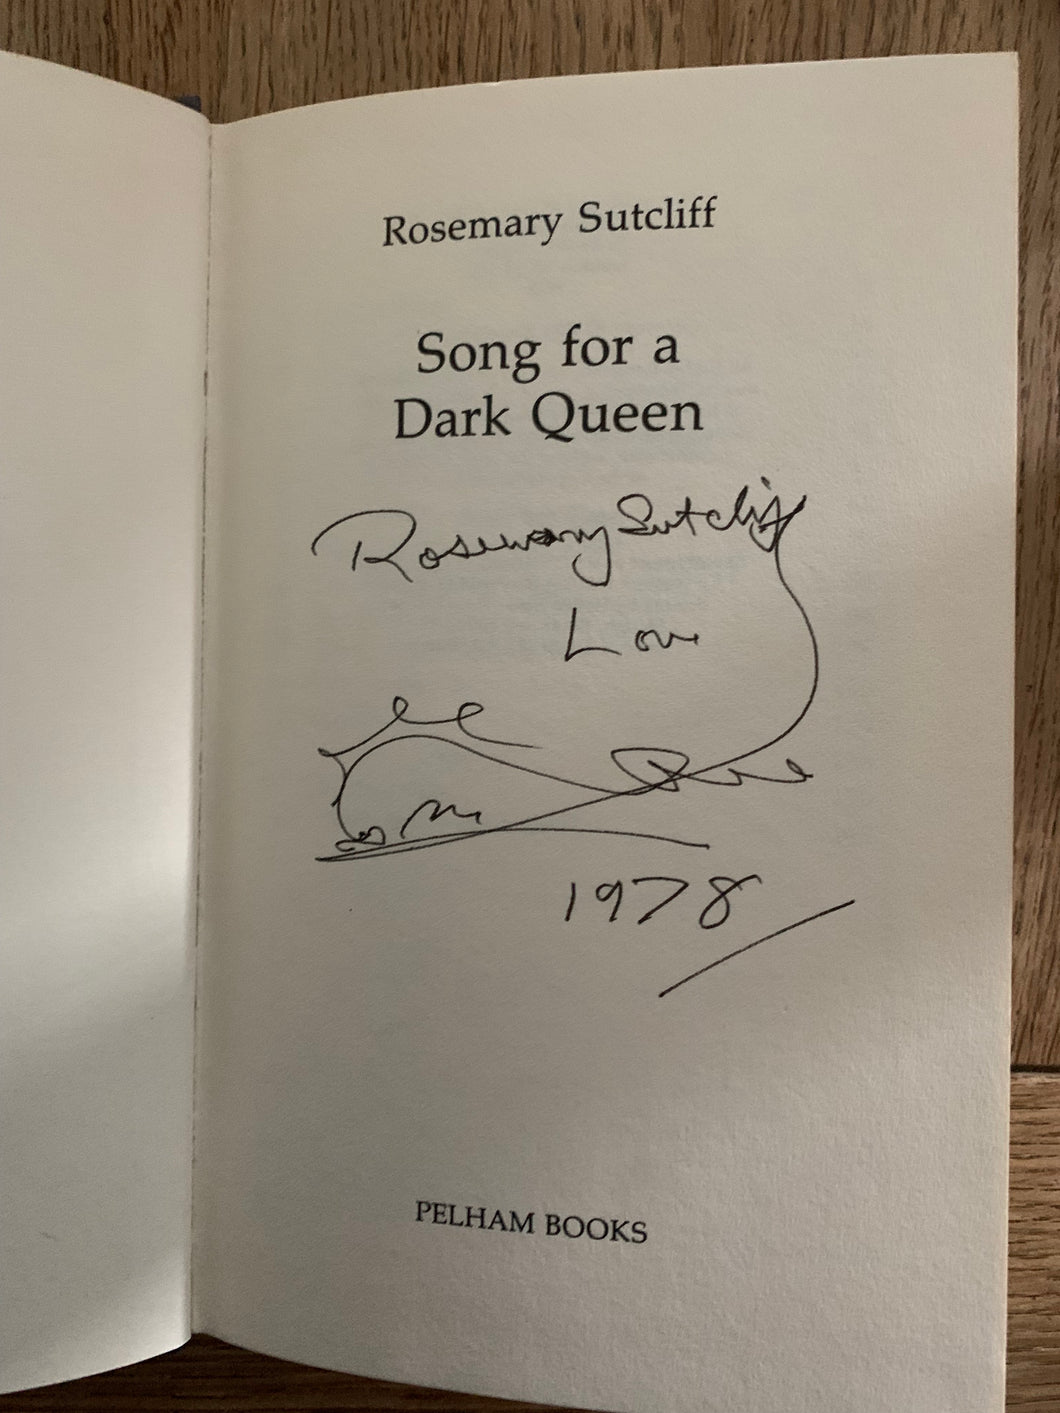 Rosemary Sutcliff
Song for a
Dark Queen
Rosemary Sutcliff
Love
1978
PELHAM BOOKS